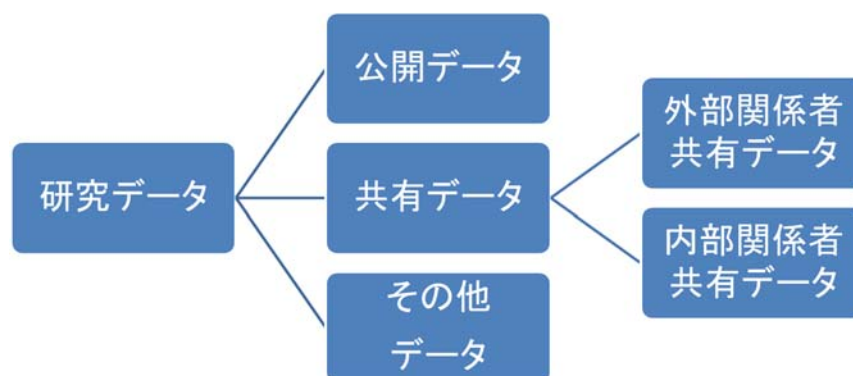 研究データ
公開データ
共有データ
その他
データ
外部関係者
共有データ
内部関係者
共有データ